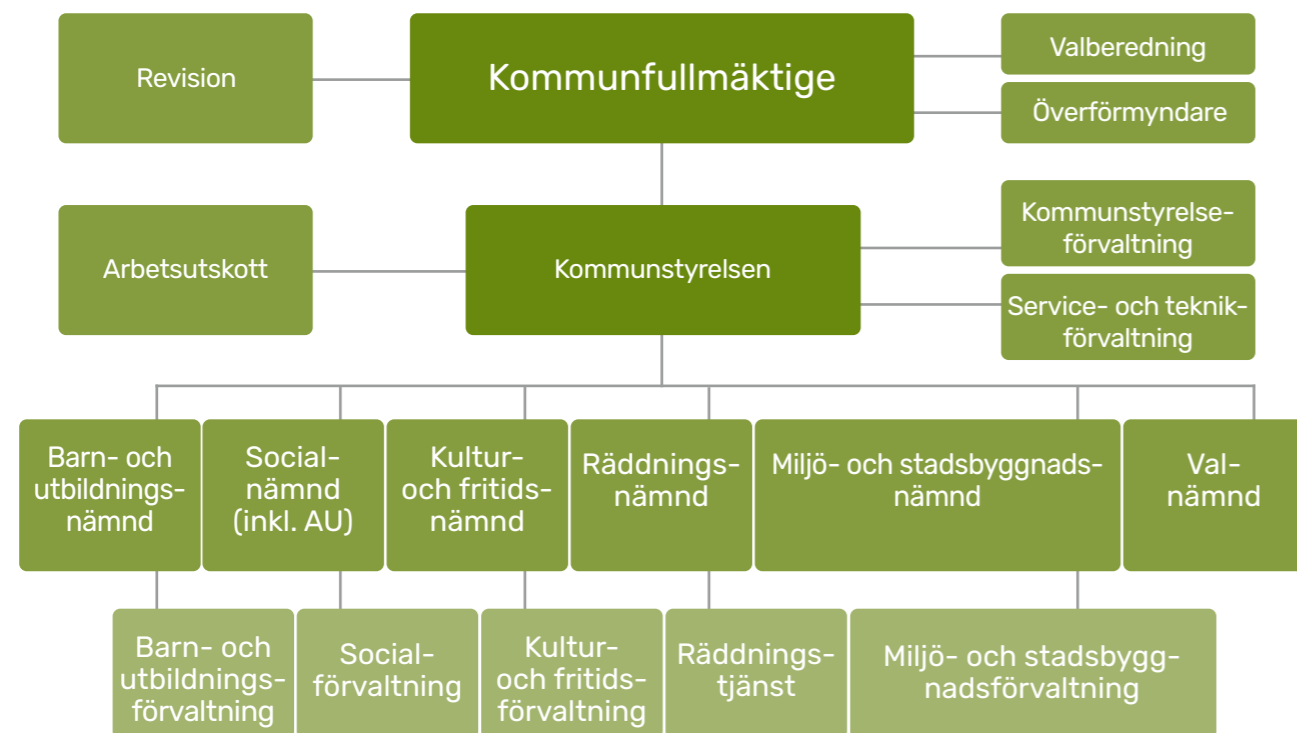 Revision
Kommunfullmäktige
Valberedning
Överförmyndare
Arbetsutskott
Kommunstyrelsen
Kommunstyrelse-
förvaltning
Service- och teknik-
förvaltning
Barn- och
utbildnings-
nämnd
Social-
nämnd
(inkl. AU)
Kultur-
och fritids-
nämnd
Räddnings-
nämnd
Miljö- och stadsbyggnads-
nämnd
Val-
nämnd
Barn- och
utbildnings-
förvaltning
Social-
förvaltning
Kultur-
och fritids-
förvaltning
Räddnings-
tjänst
Miljö- och stadsbygg-
nadsförvaltning